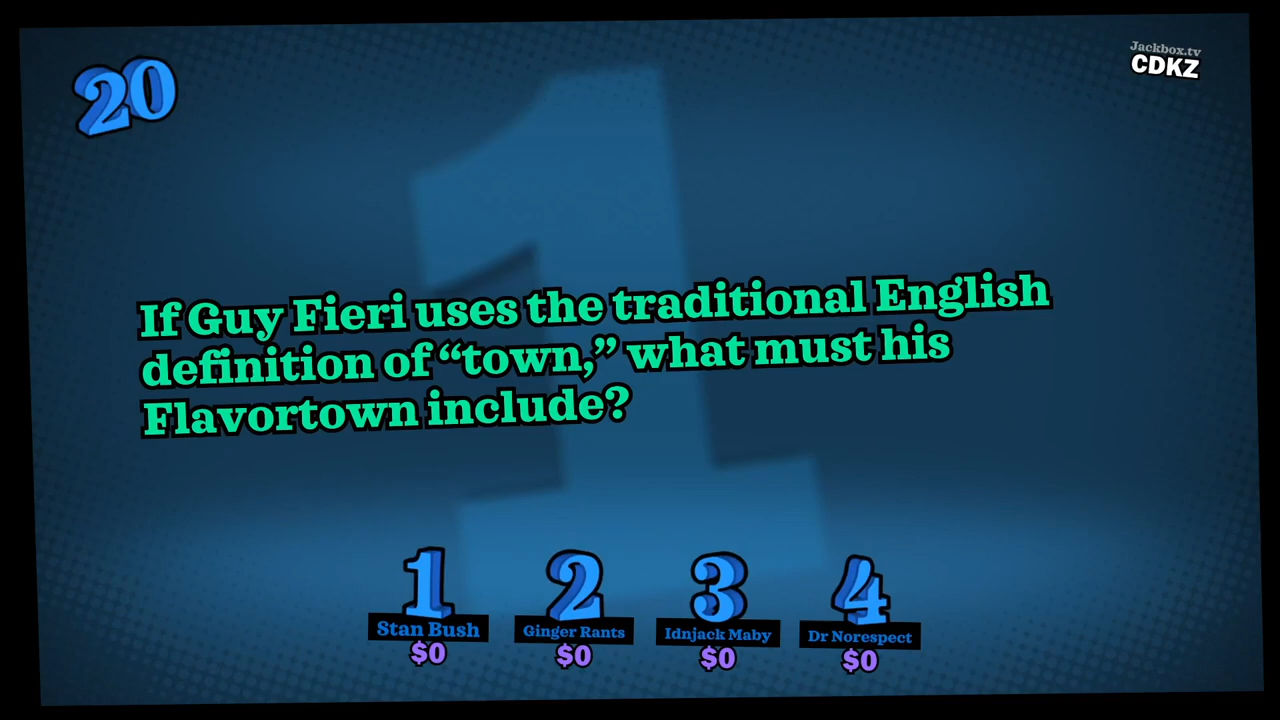 20
Jackbox.tv
CDKZ
If Guy Fieri uses the traditional English
definition of “town,” what must his
Flavortown include?
1
1 2 3 4
Stan Bush Ginger Rants Idnjack Maby Dr Norespect
$0 $0 $0 $0